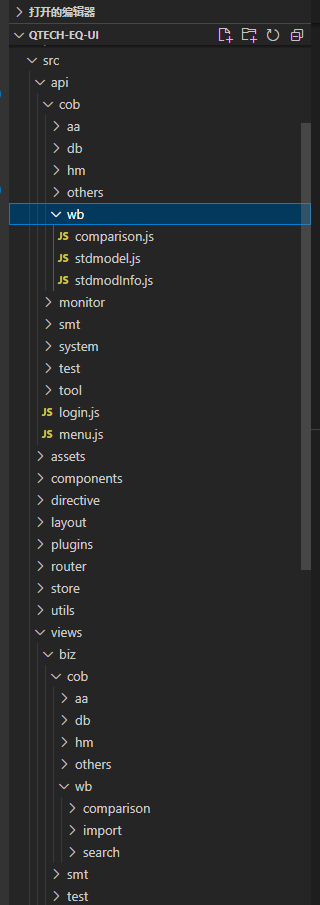 打开的编辑器
QTECH-EQ-UI
src
api
cob
aa
db
hm
others
wb
JS comparison.js
JS stdmodel.js
JS stdmodInfo.js
monitor
smt
system
test
tool
JS login.js
JS menu.js
assets
components
directive
layout
plugins
router
store
utils
views
biz
cob
aa
db
hm
others
wb
comparison
import
search
smt
test